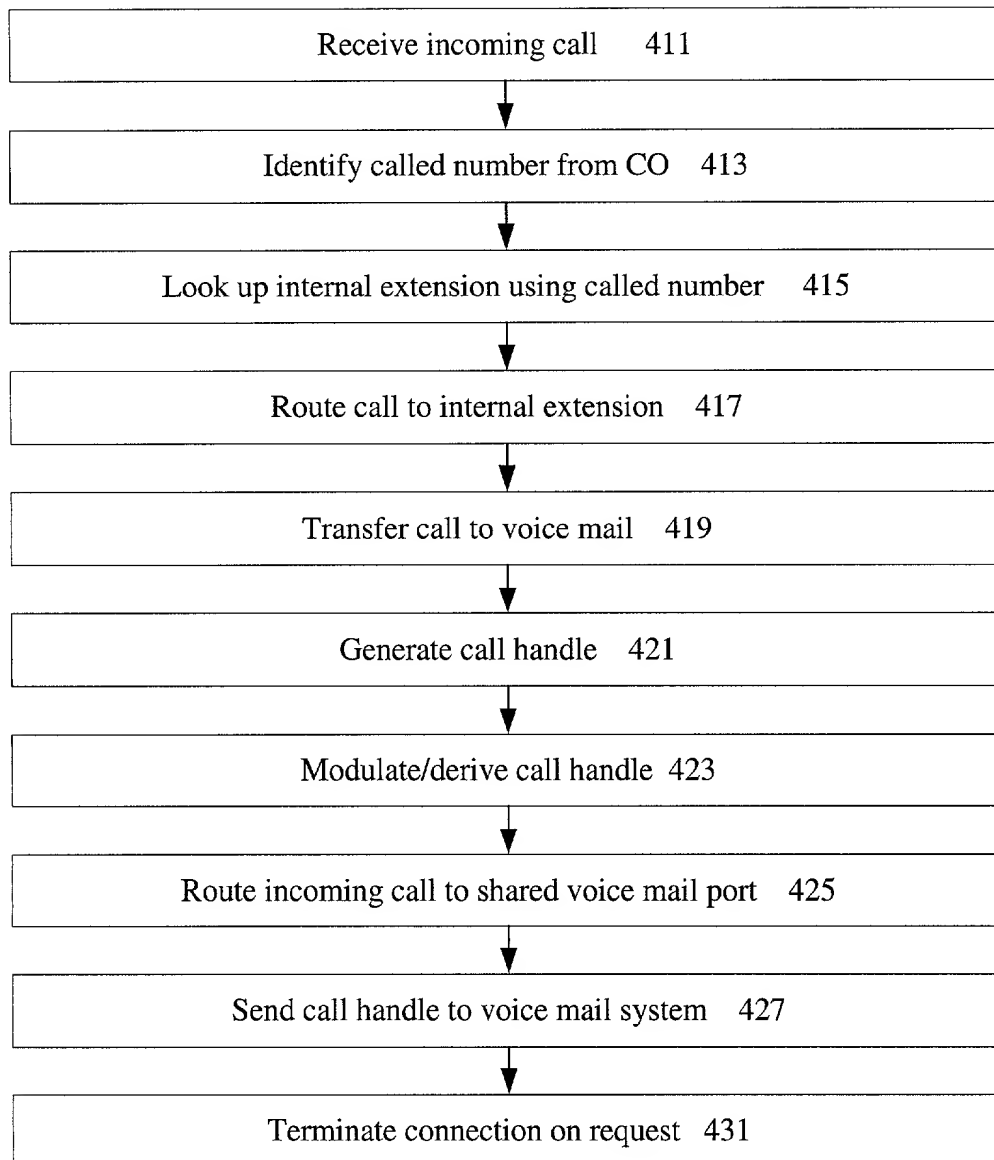 Receive incoming call 411
Identify called number from CO 413
Look up internal extension using called number 415
Route call to internal extension 417
Transfer call to voice mail 419
Generate call handle 421
Modulate/derive call handle 423
Route incoming call to shared voice mail port 425
Send call handle to voice mail system 427
Terminate connection on request 431